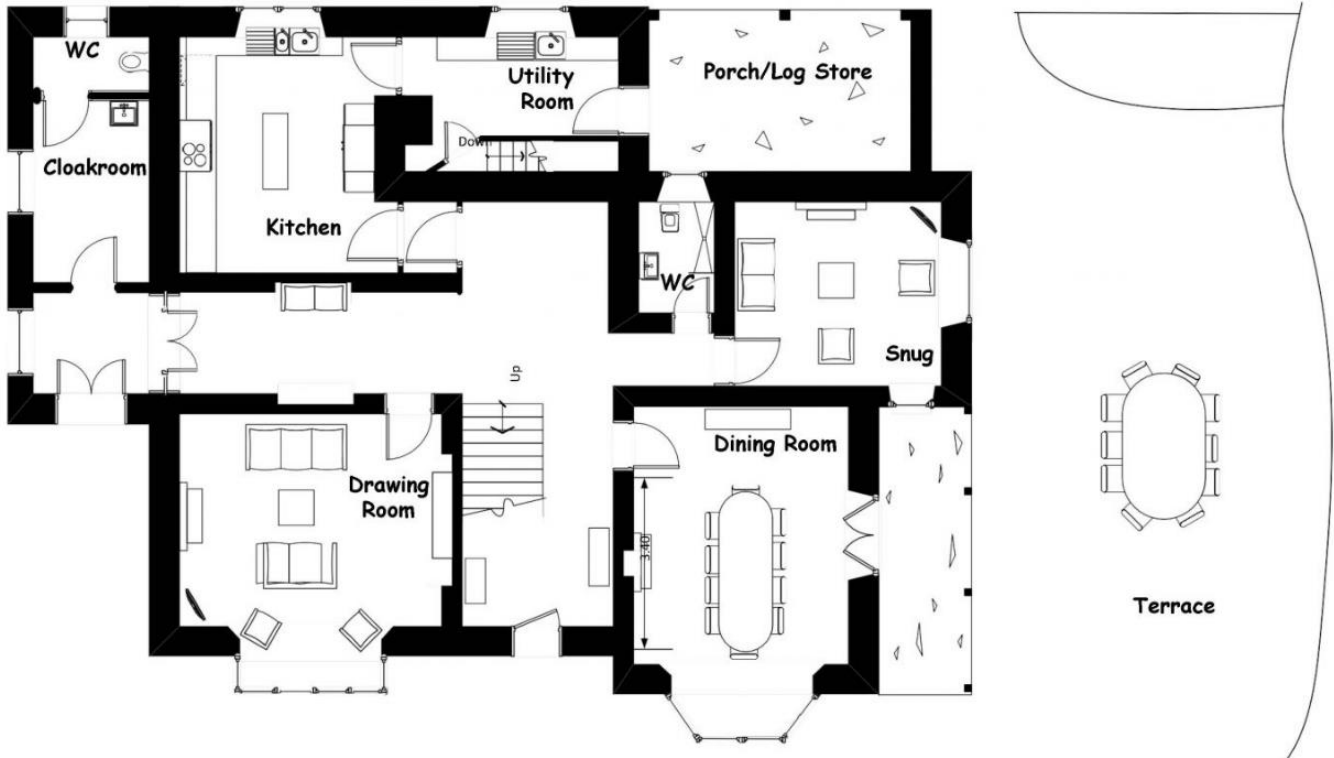 WC
Utility
Room
Porch/Log Store
Down
Cloakroom
Kitchen
WC
Snug
Up
Dining Room
Drawing
Room
3.40
Terrace